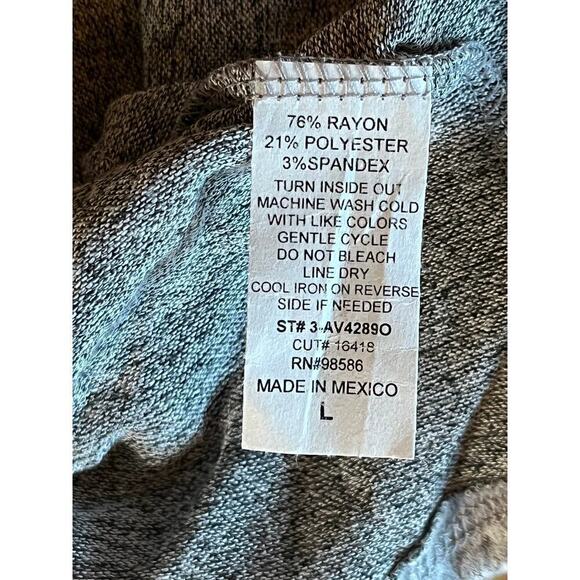 76% RAYON
21% POLYESTER
3%SPANDEX
TURN INSIDE OUT
MACHINE WASH COLD
WITH LIKE COLORS
GENTLE CYCLE
DO NOT BLEACH
LINE DRY
COOL IRON ON REVERSE
SIDE IF NEEDED
ST# 3-AV4289O
CUT# 16418
RN#98586
MADE IN MEXICO
L